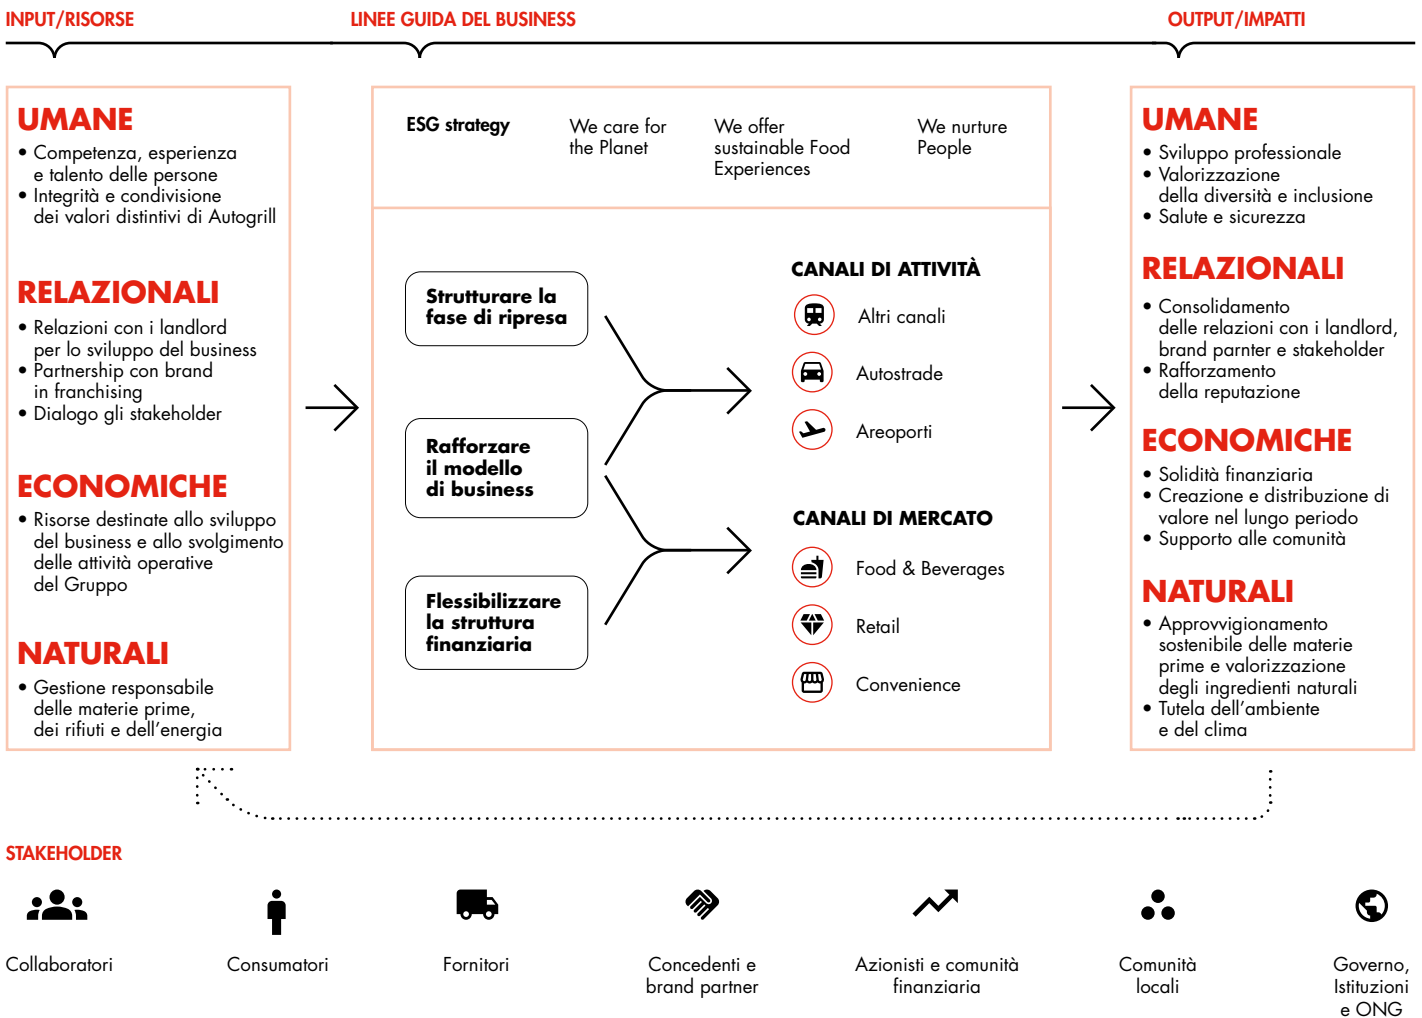 INPUT/RISORSE
LINEE GUIDA DEL BUSINESS
OUTPUT/IMPATTI
UMANE
• Competenza, esperienza
e talento delle persone
• Integrità e condivisione
dei valori distintivi di Autogrill
RELAZIONALI
• Relazioni con i landlord
per lo sviluppo del business
• Partnership con brand
in franchising
• Dialogo gli stakeholder
ECONOMICHE
• Risorse destinate allo sviluppo
del business e allo svolgimento
delle attività operative
del Gruppo
NATURALI
• Gestione responsabile
delle materie prime,
dei rifiuti e dell'energia
ESG strategy
We care for
the Planet
We offer
sustainable Food
Experiences
We nurture
People
Strutturare la
fase di ripresa
Rafforzare
il modello
di business
Flessibilizzare
la struttura
finanziaria
CANALI DI ATTIVITÀ
Altri canali
Autostrade
Areoporti
CANALI DI MERCATO
Food & Beverages
Retail
Convenience
UMANE
• Sviluppo professionale
• Valorizzazione
della diversità e inclusione
• Salute e sicurezza
RELAZIONALI
• Consolidamento
delle relazioni con i landlord,
brand parnter e stakeholder
• Rafforzamento
della reputazione
ECONOMICHE
• Solidità finanziaria
• Creazione e distribuzione di
valore nel lungo periodo
• Supporto alle comunità
NATURALI
• Approvvigionamento
sostenibile delle materie
prime e valorizzazione
degli ingredienti naturali
• Tutela dell'ambiente
e del clima
STAKEHOLDER
Collaboratori
Consumatori
Fornitori
Concedenti e
brand partner
Azionisti e comunità
finanziaria
Comunità
locali
Governo,
Istituzioni
e ONG